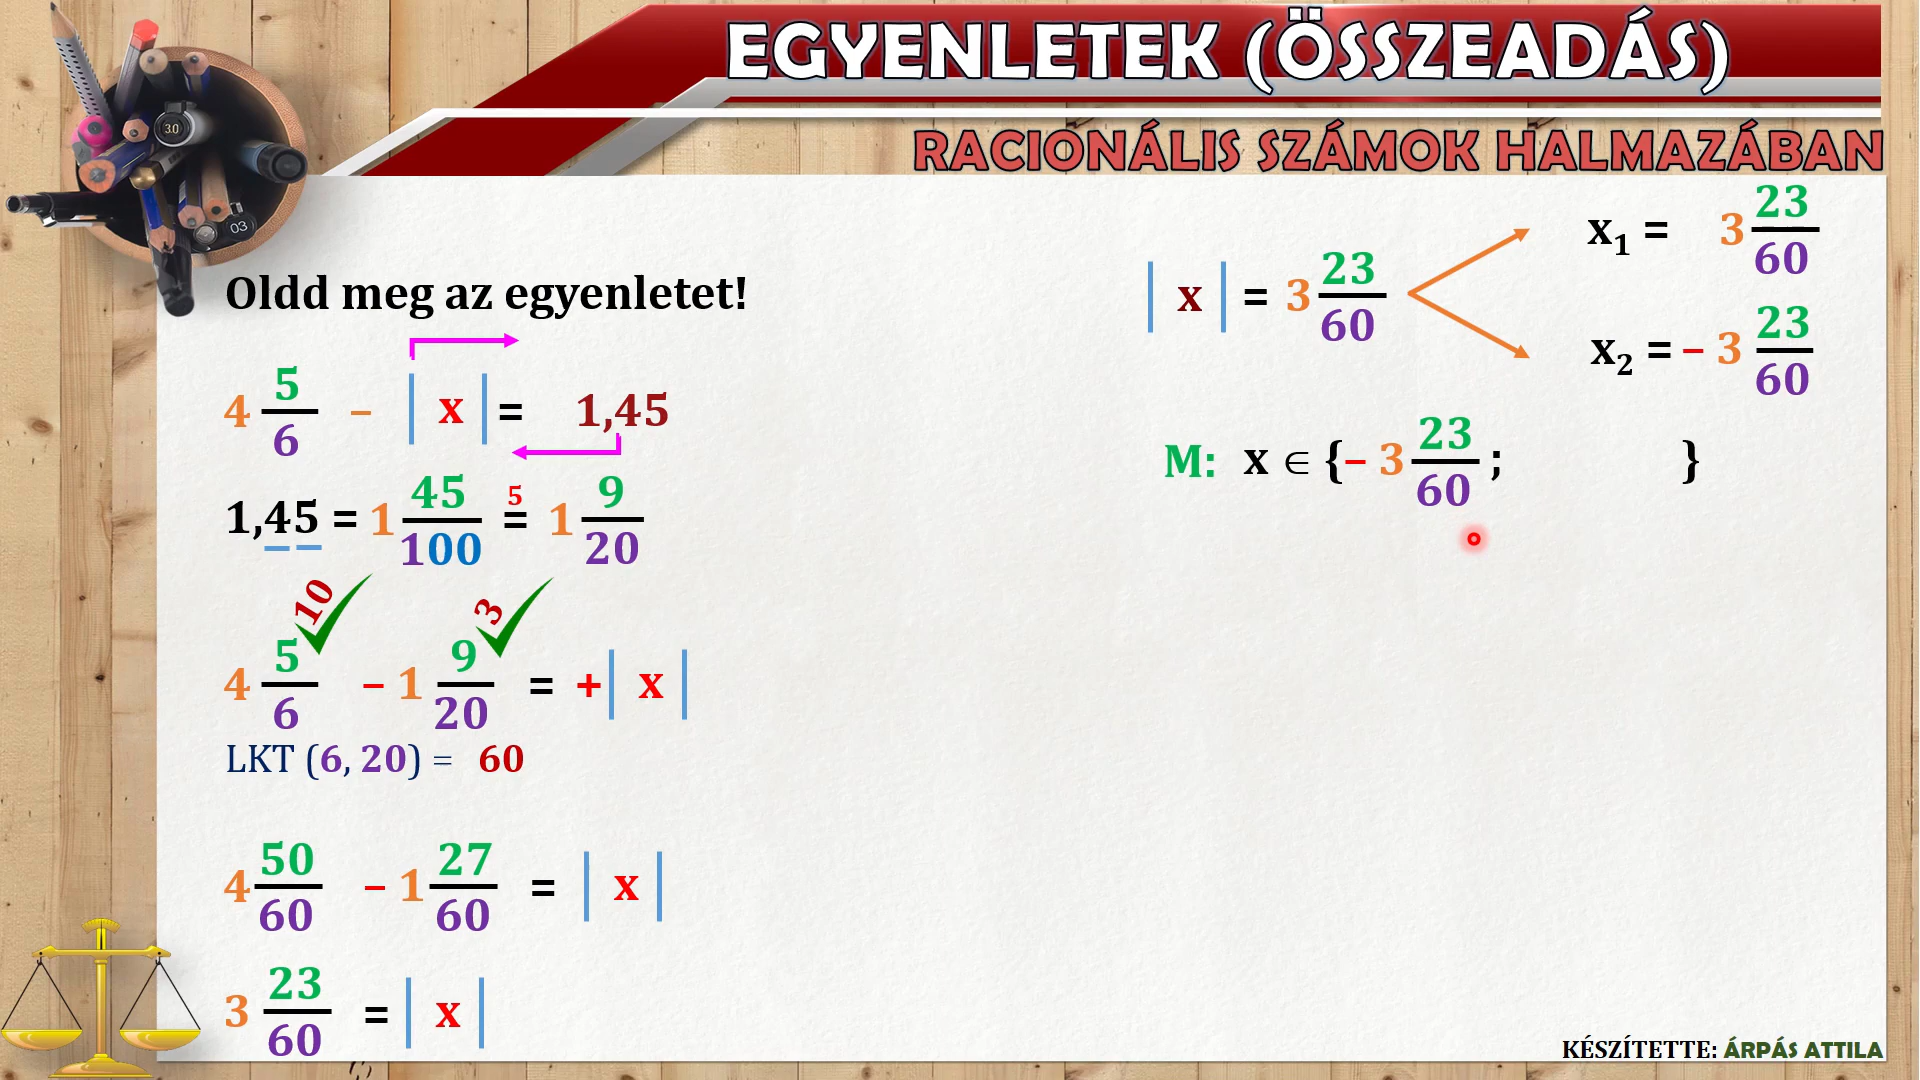 EGYENLETEK (ÖSSZEADÁS)
RACIONÁLIS SZÁMOK HALMAZÁBAN
Oldd meg az egyenletet!
4 5/6 – | x | = 1,45
1,45 = 1 45/100 5 = 1 9/20
10 3
4 5/6 – 1 9/20 = +| x |
LKT (6, 20) = 60
4 50/60 – 1 27/60 = | x |
3 23/60 = | x |
| x | = 3 23/60
x₁ = 3 23/60
x₂ = – 3 23/60
M: x ∈ {– 3 23/60 ; }
KÉSZÍTETTE: ÁRPÁS ATTILA
3.0
03